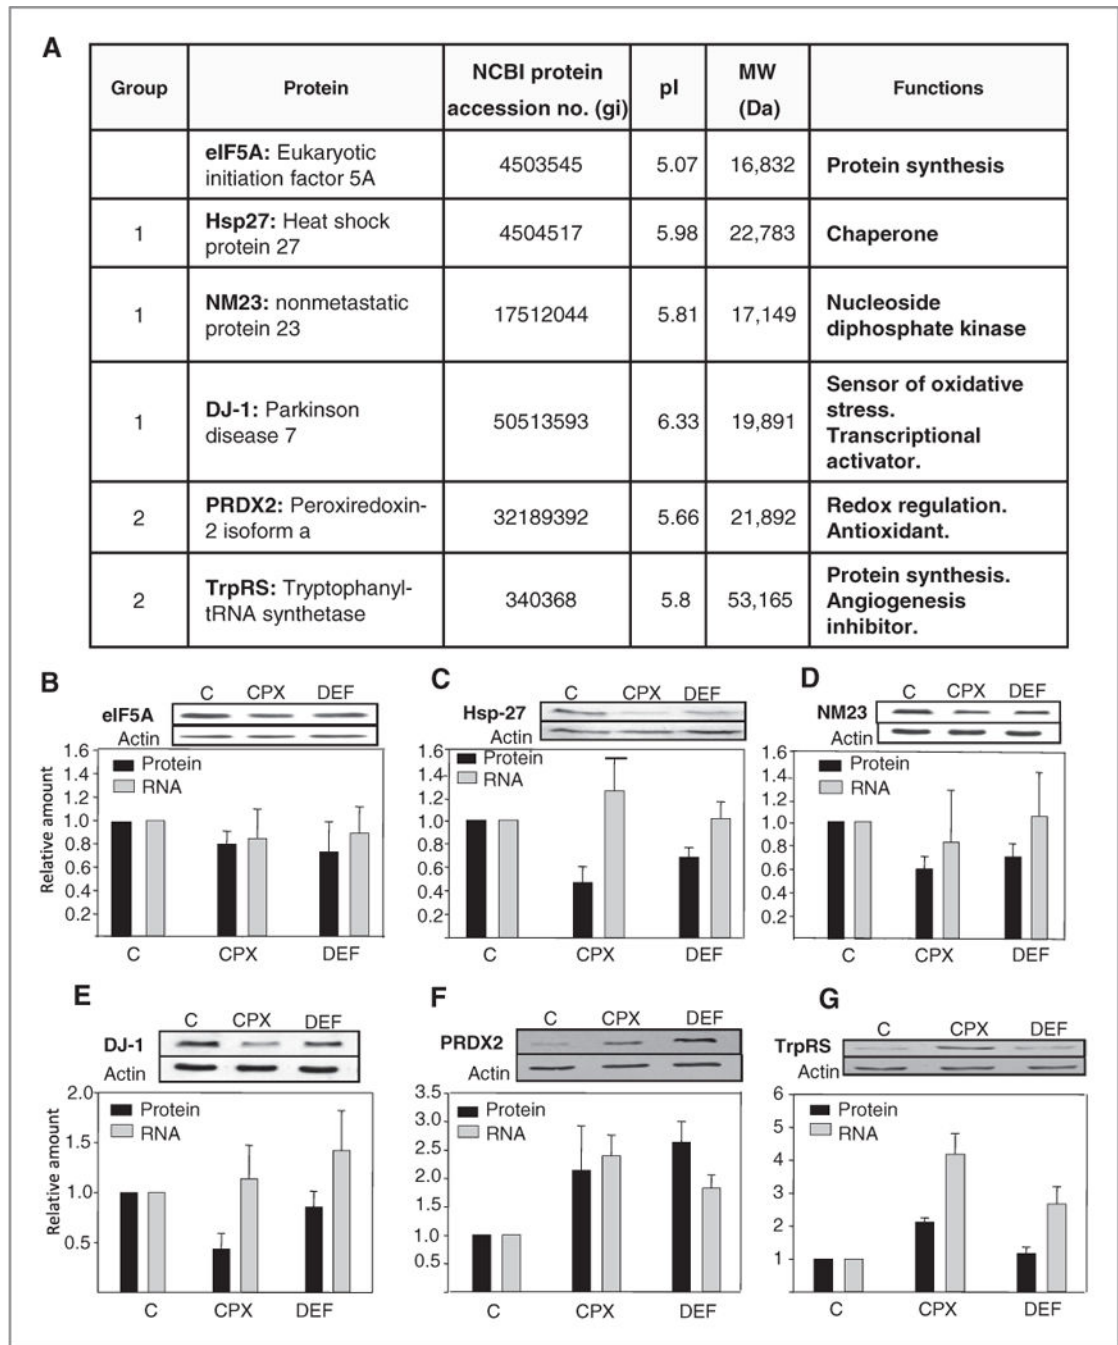 A
Group
Protein
NCBI protein
accession no. (gi)
pI
MW
(Da)
Functions
eIF5A: Eukaryotic
initiation factor 5A
4503545
5.07
16,832
Protein synthesis
1
Hsp27: Heat shock
protein 27
4504517
5.98
22,783
Chaperone
1
NM23: nonmetastatic
protein 23
17512044
5.81
17,149
Nucleoside
diphosphate kinase
1
DJ-1: Parkinson
disease 7
50513593
6.33
19,891
Sensor of oxidative
stress.
Transcriptional
activator.
2
PRDX2: Peroxiredoxin-
2 isoform a
32189392
5.66
21,892
Redox regulation.
Antioxidant.
2
TrpRS: Tryptophanyl-
tRNA synthetase
340368
5.8
53,165
Protein synthesis.
Angiogenesis
inhibitor.
B
C CPX DEF
eIF5A
Actin
Relative amount
1.6
1.4
1.2
1.0
0.8
0.6
0.4
0.2
Protein
RNA
C CPX DEF
C
C CPX DEF
Hsp-27
Actin
1.6
1.4
1.2
1.0
0.8
0.6
0.4
0.2
Protein
RNA
C CPX DEF
D
C CPX DEF
NM23
Actin
1.6
1.4
1.2
1.0
0.8
0.6
0.4
0.2
Protein
RNA
C CPX DEF
E
C CPX DEF
DJ-1
Actin
Relative amount
2.0
1.5
1.0
0.5
Protein
RNA
C CPX DEF
F
C CPX DEF
PRDX2
Actin
3.5
3.0
2.5
2.0
1.5
1.0
0.5
Protein
RNA
C CPX DEF
G
C CPX DEF
TrpRS
Actin
6
5
4
3
2
1
Protein
RNA
C CPX DEF